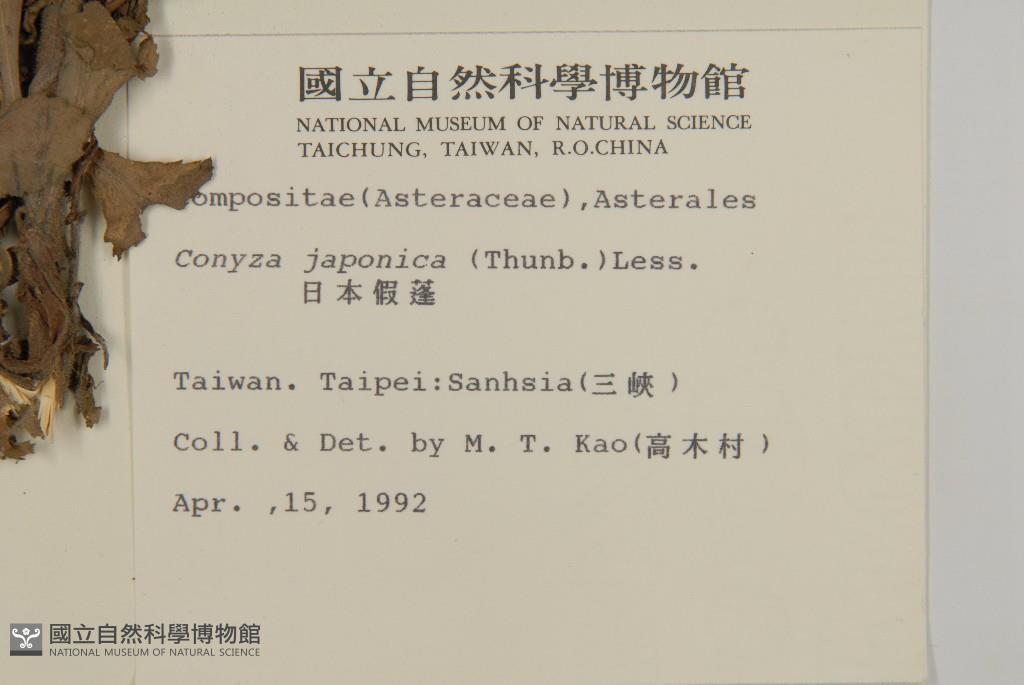 國立自然科學博物館
NATIONAL MUSEUM OF NATURAL SCIENCE
TAICHUNG, TAIWAN, R.O.CHINA
ompositae(Asteraceae),Asterales
Conyza japonica (Thunb.)Less.
日本假蓬
Taiwan. Taipei:Sanhsia(三峽)
Coll. & Det. by M. T. Kao(高木村)
Apr. ,15, 1992
國立自然科學博物館
NATIONAL MUSEUM OF NATURAL SCIENCE